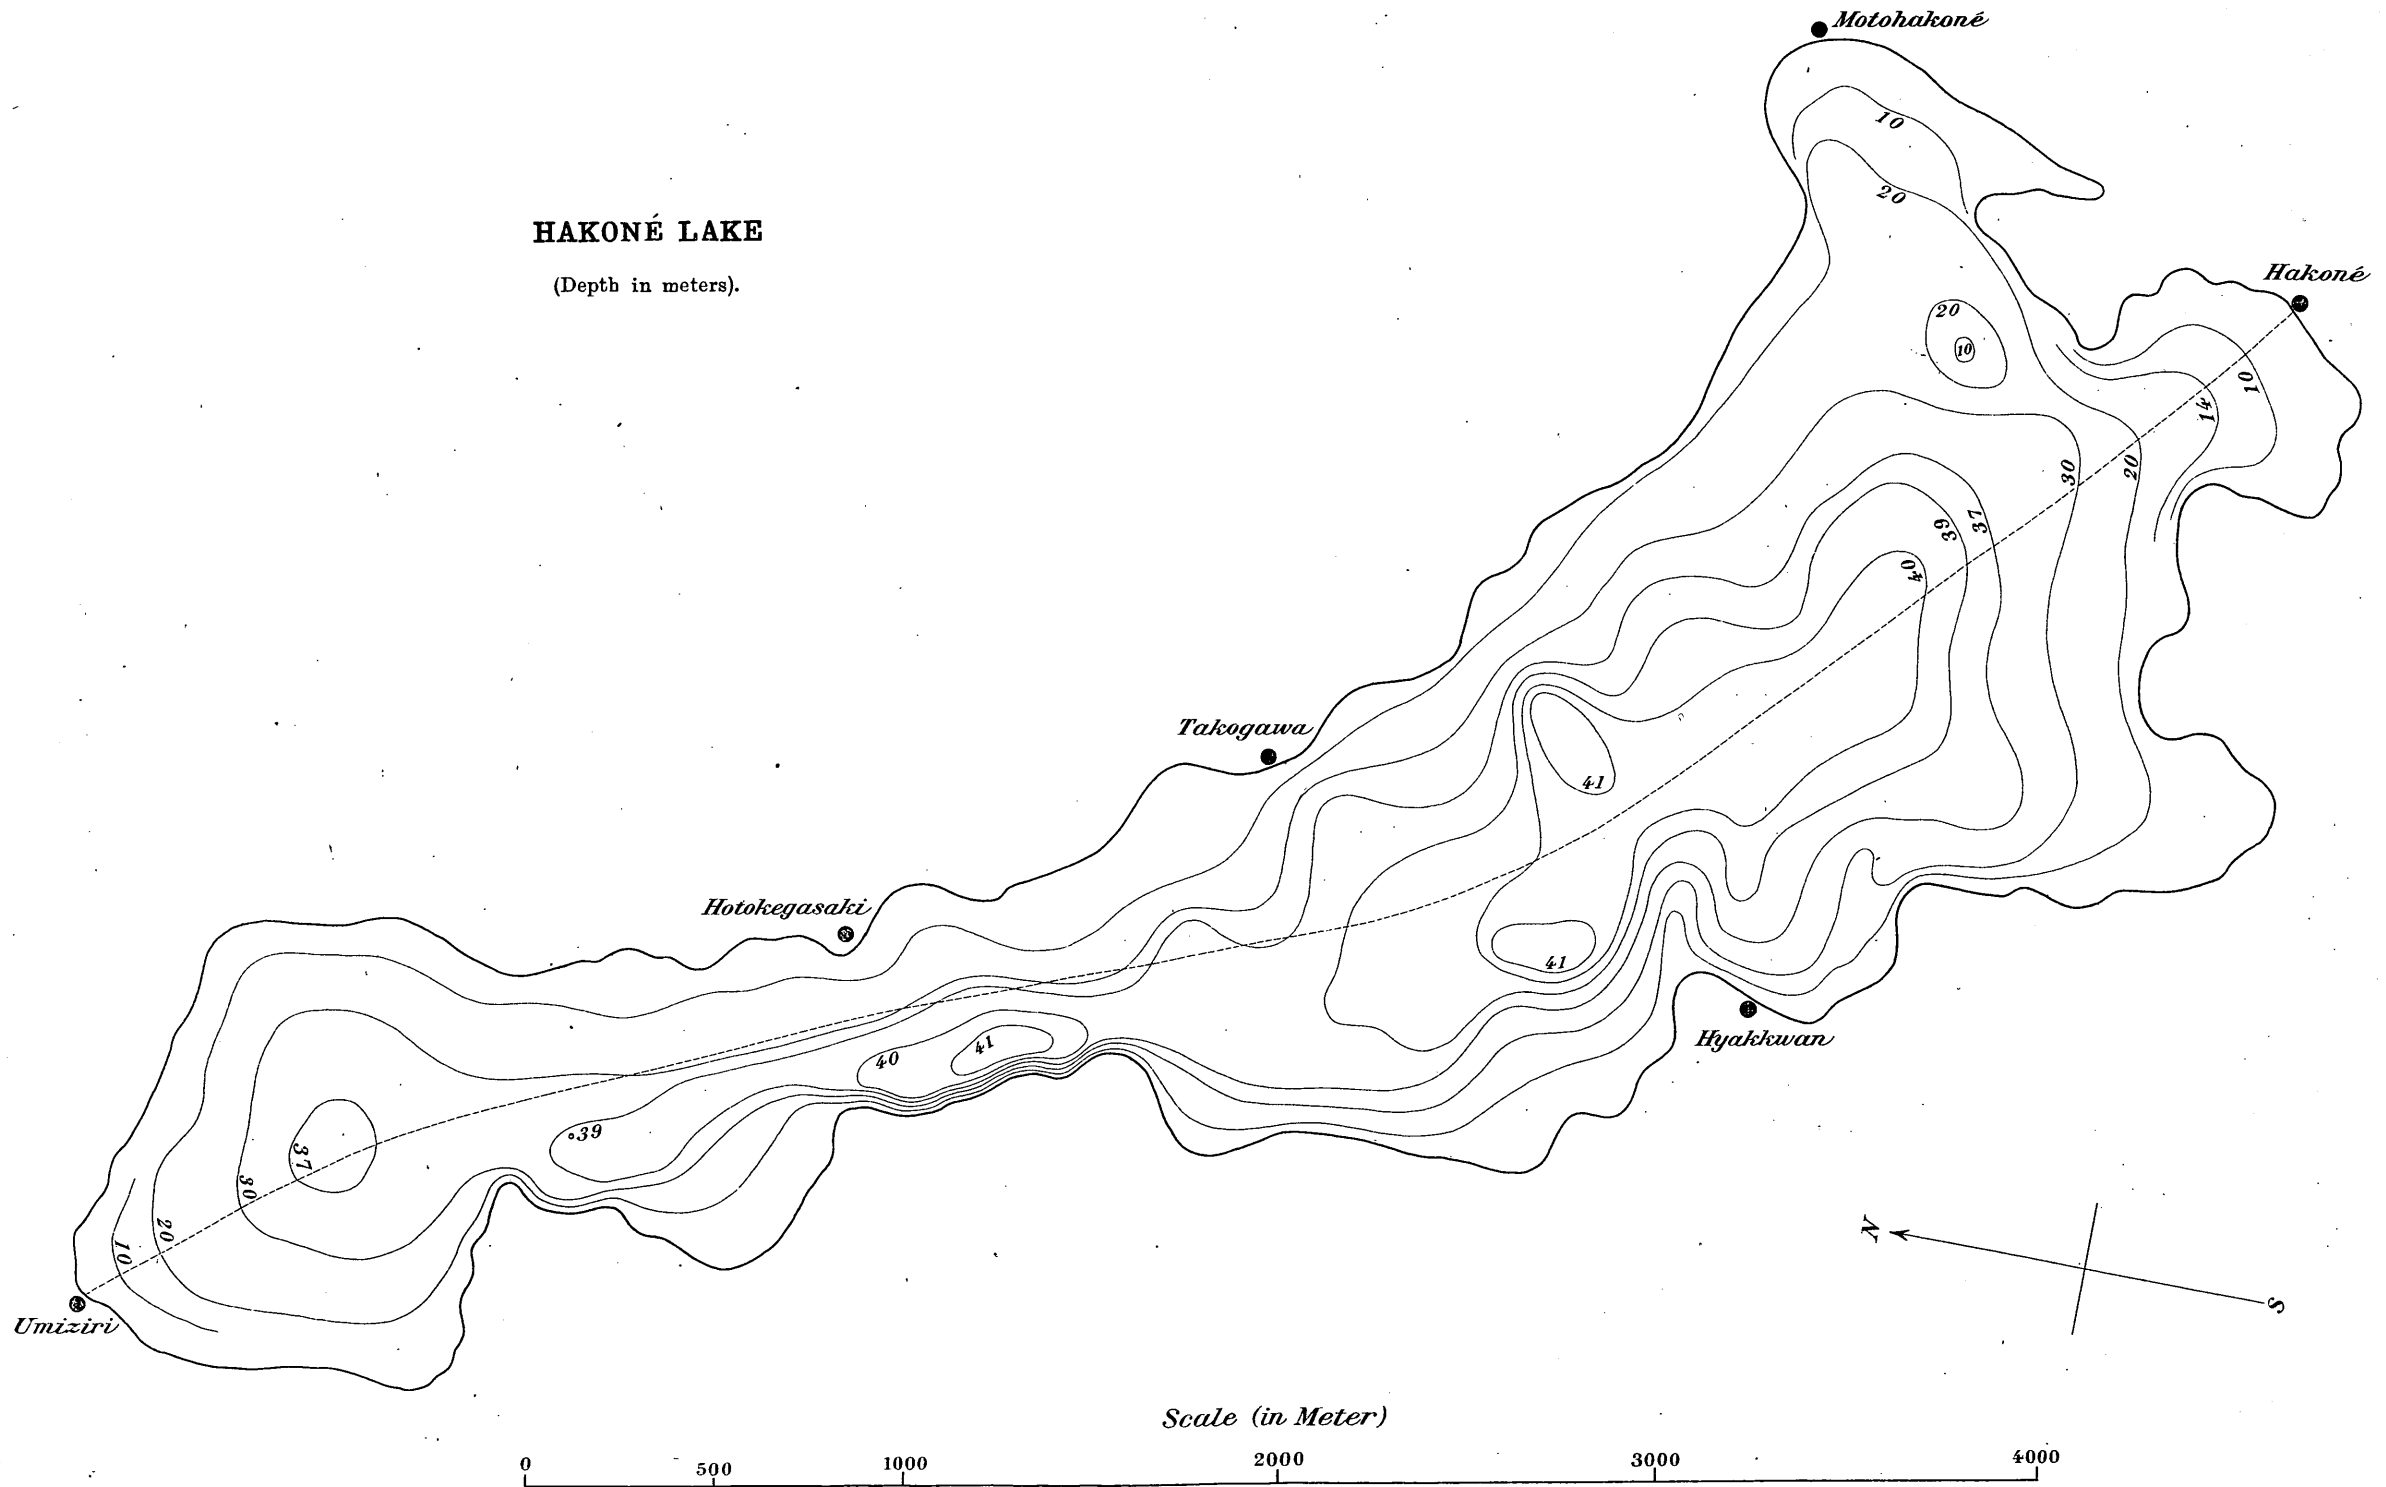 Motohakoné
10
20
HAKONÉ LAKE
(Depth in meters).
Hakoné
20
10
10
14
30
20
39
37
40
Takogawa
41
Hotokegasaki
41
Hyakkwan
40
41
39
37
30
20
10
Umiziri
N
S
Scale (in Meter)
0 500 1000 2000 3000 4000